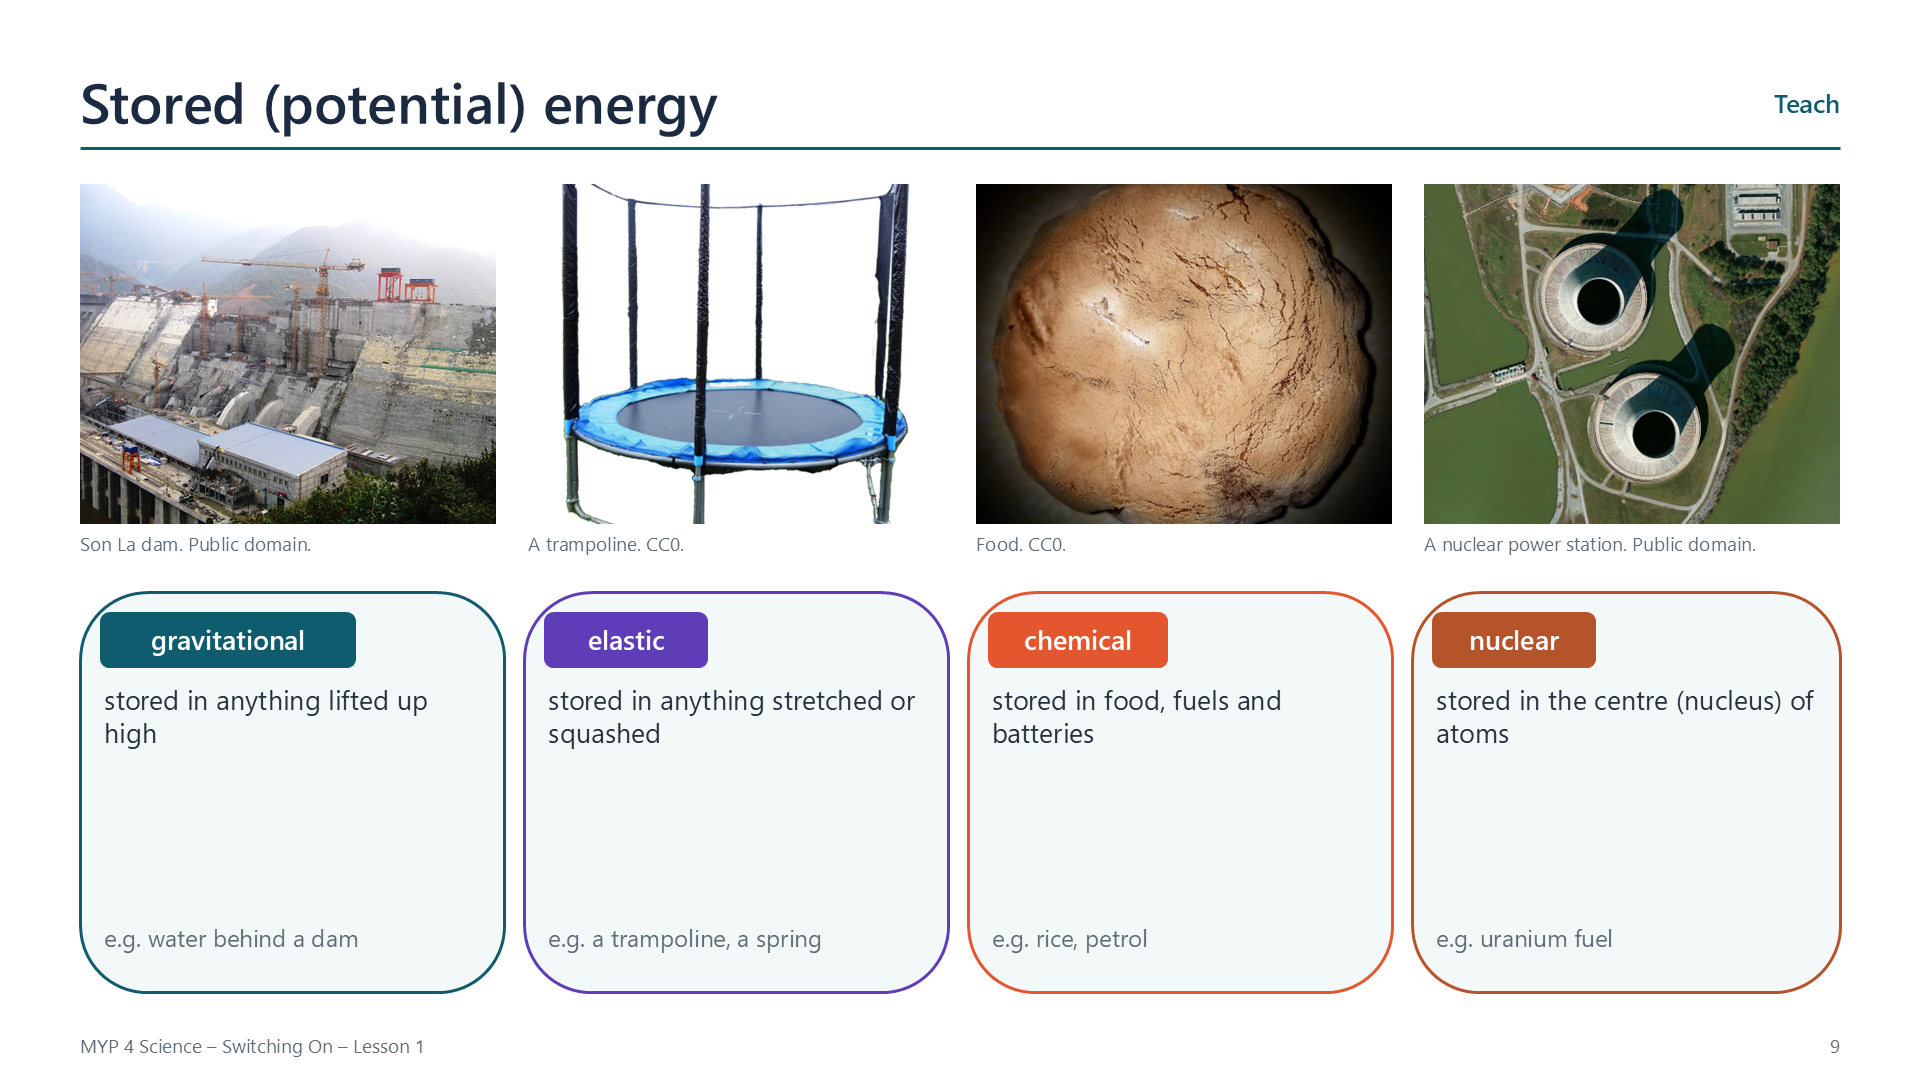 Stored (potential) energy
Teach
Son La dam. Public domain.
A trampoline. CC0.
Food. CC0.
A nuclear power station. Public domain.
gravitational
stored in anything lifted up
high
e.g. water behind a dam
elastic
stored in anything stretched or
squashed
e.g. a trampoline, a spring
chemical
stored in food, fuels and
batteries
e.g. rice, petrol
nuclear
stored in the centre (nucleus) of
atoms
e.g. uranium fuel
MYP 4 Science – Switching On – Lesson 1
9